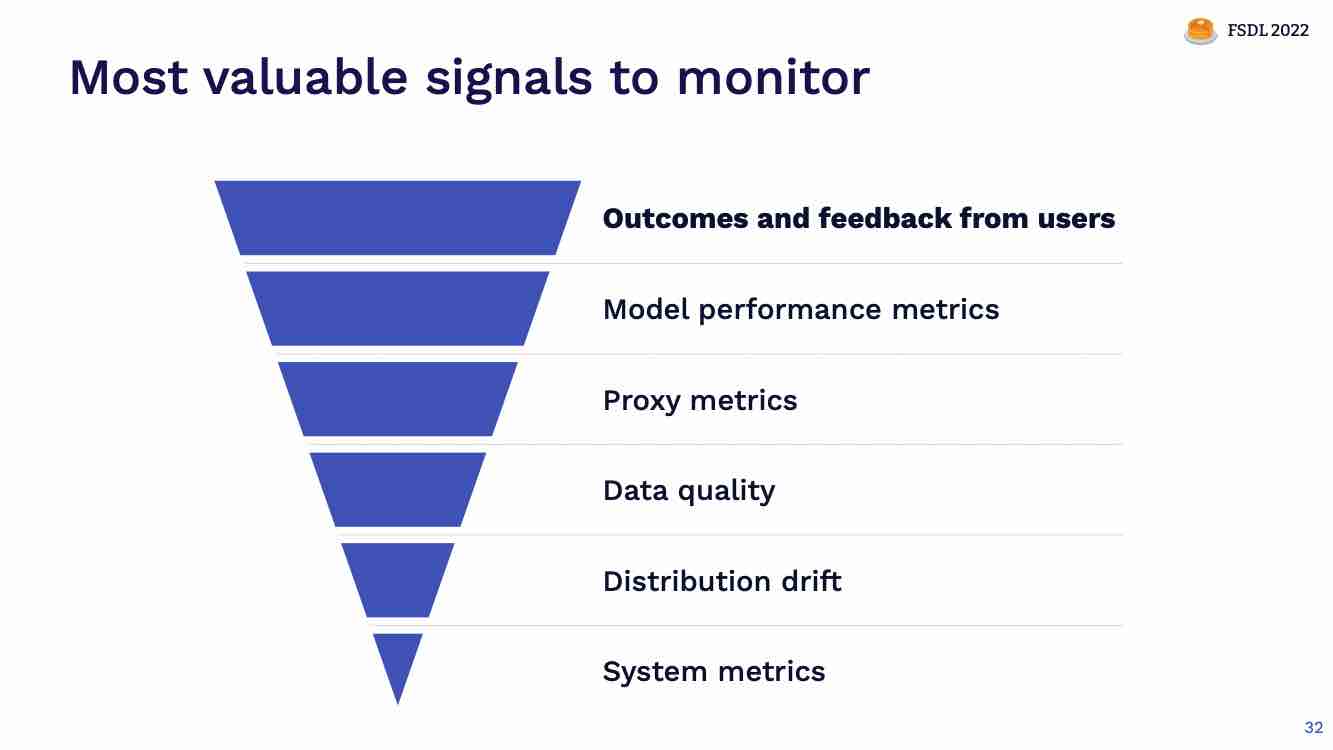 FSDL 2022
Most valuable signals to monitor
Outcomes and feedback from users
Model performance metrics
Proxy metrics
Data quality
Distribution drift
System metrics
32